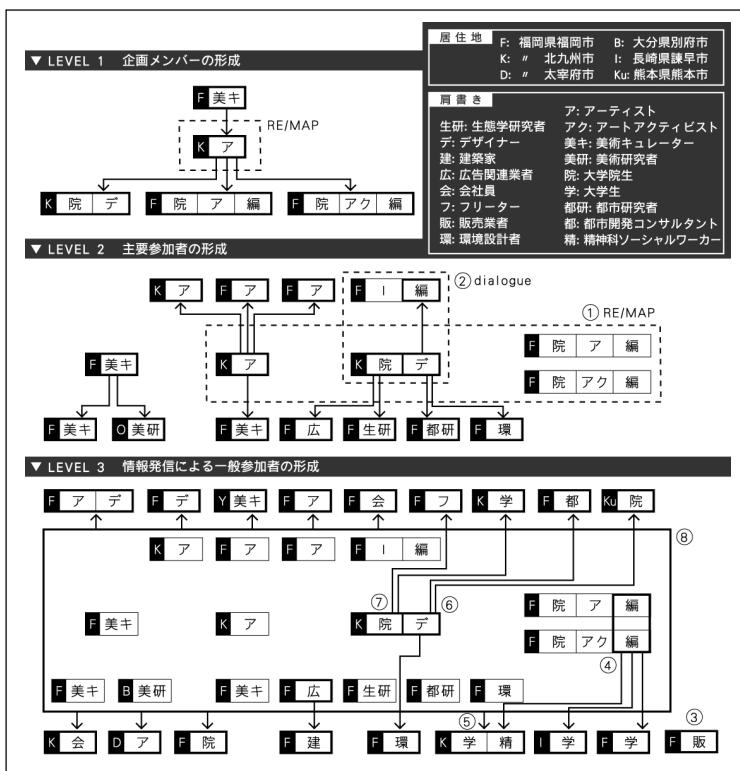 居住地
F: 福岡県福岡市 B: 大分県別府市
K: 〃 北九州市 I: 長崎県諫早市
D: 〃 太宰府市 Ku: 熊本県熊本市
肩書き
ア: アーティスト
生研: 生態学研究者 アク: アートアクティビスト
デ: デザイナー 美キ: 美術キュレーター
建: 建築家 美研: 美術研究者
広: 広告関連業者 院: 大学院生
会: 会社員 学: 大学生
フ: フリーター 都研: 都市研究者
販: 販売業者 都: 都市開発コンサルタント
環: 環境設計者 精: 精神科ソーシャルワーカー
▼ LEVEL 1 企画メンバーの形成
F 美キ
RE/MAP
K ア
K 院 デ F 院 ア 編 F 院 アク 編
▼ LEVEL 2 主要参加者の形成
K ア F ア F ア F I 編 ②dialogue
①RE/MAP
F 院 ア 編
F 美キ K ア K 院 デ
F 院 アク 編
F 美キ O 美研 F 美キ F 広 F 生研 F 都研 F 環
▼ LEVEL 3 情報発信による一般参加者の形成
F ア デ F デ Y 美キ F ア F 会 F フ K 学 F 都 Ku 院
⑧
K ア F ア F ア F I 編
⑦ ⑥ F 院 ア 編
F 美キ K ア K 院 デ
F 院 アク 編
④
F 美キ B 美研 F 美キ F 広 F 生研 F 都研 F 環
⑤ ③
K 会 D ア F 院 F 建 F 環 K 学 精 I 学 F 学 F 販